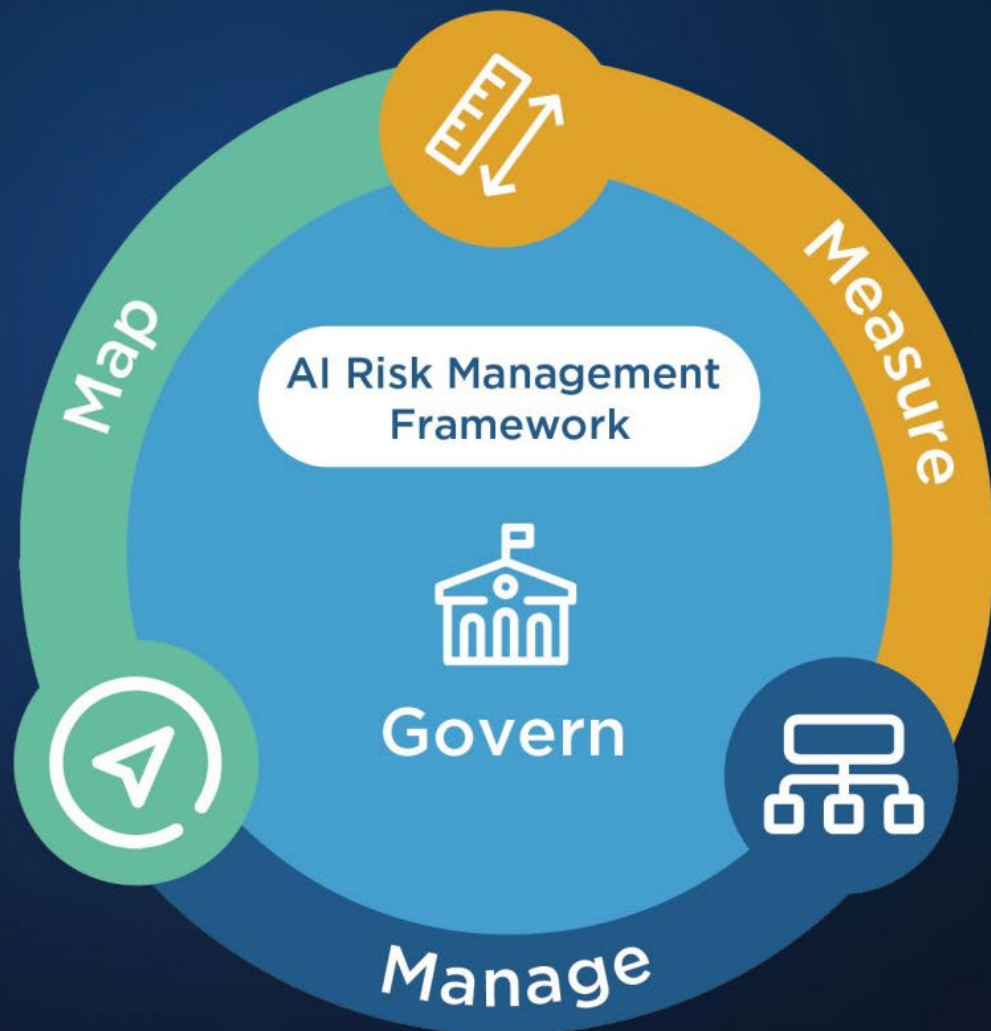 Map
Measure
AI Risk Management
Framework
Govern
Manage